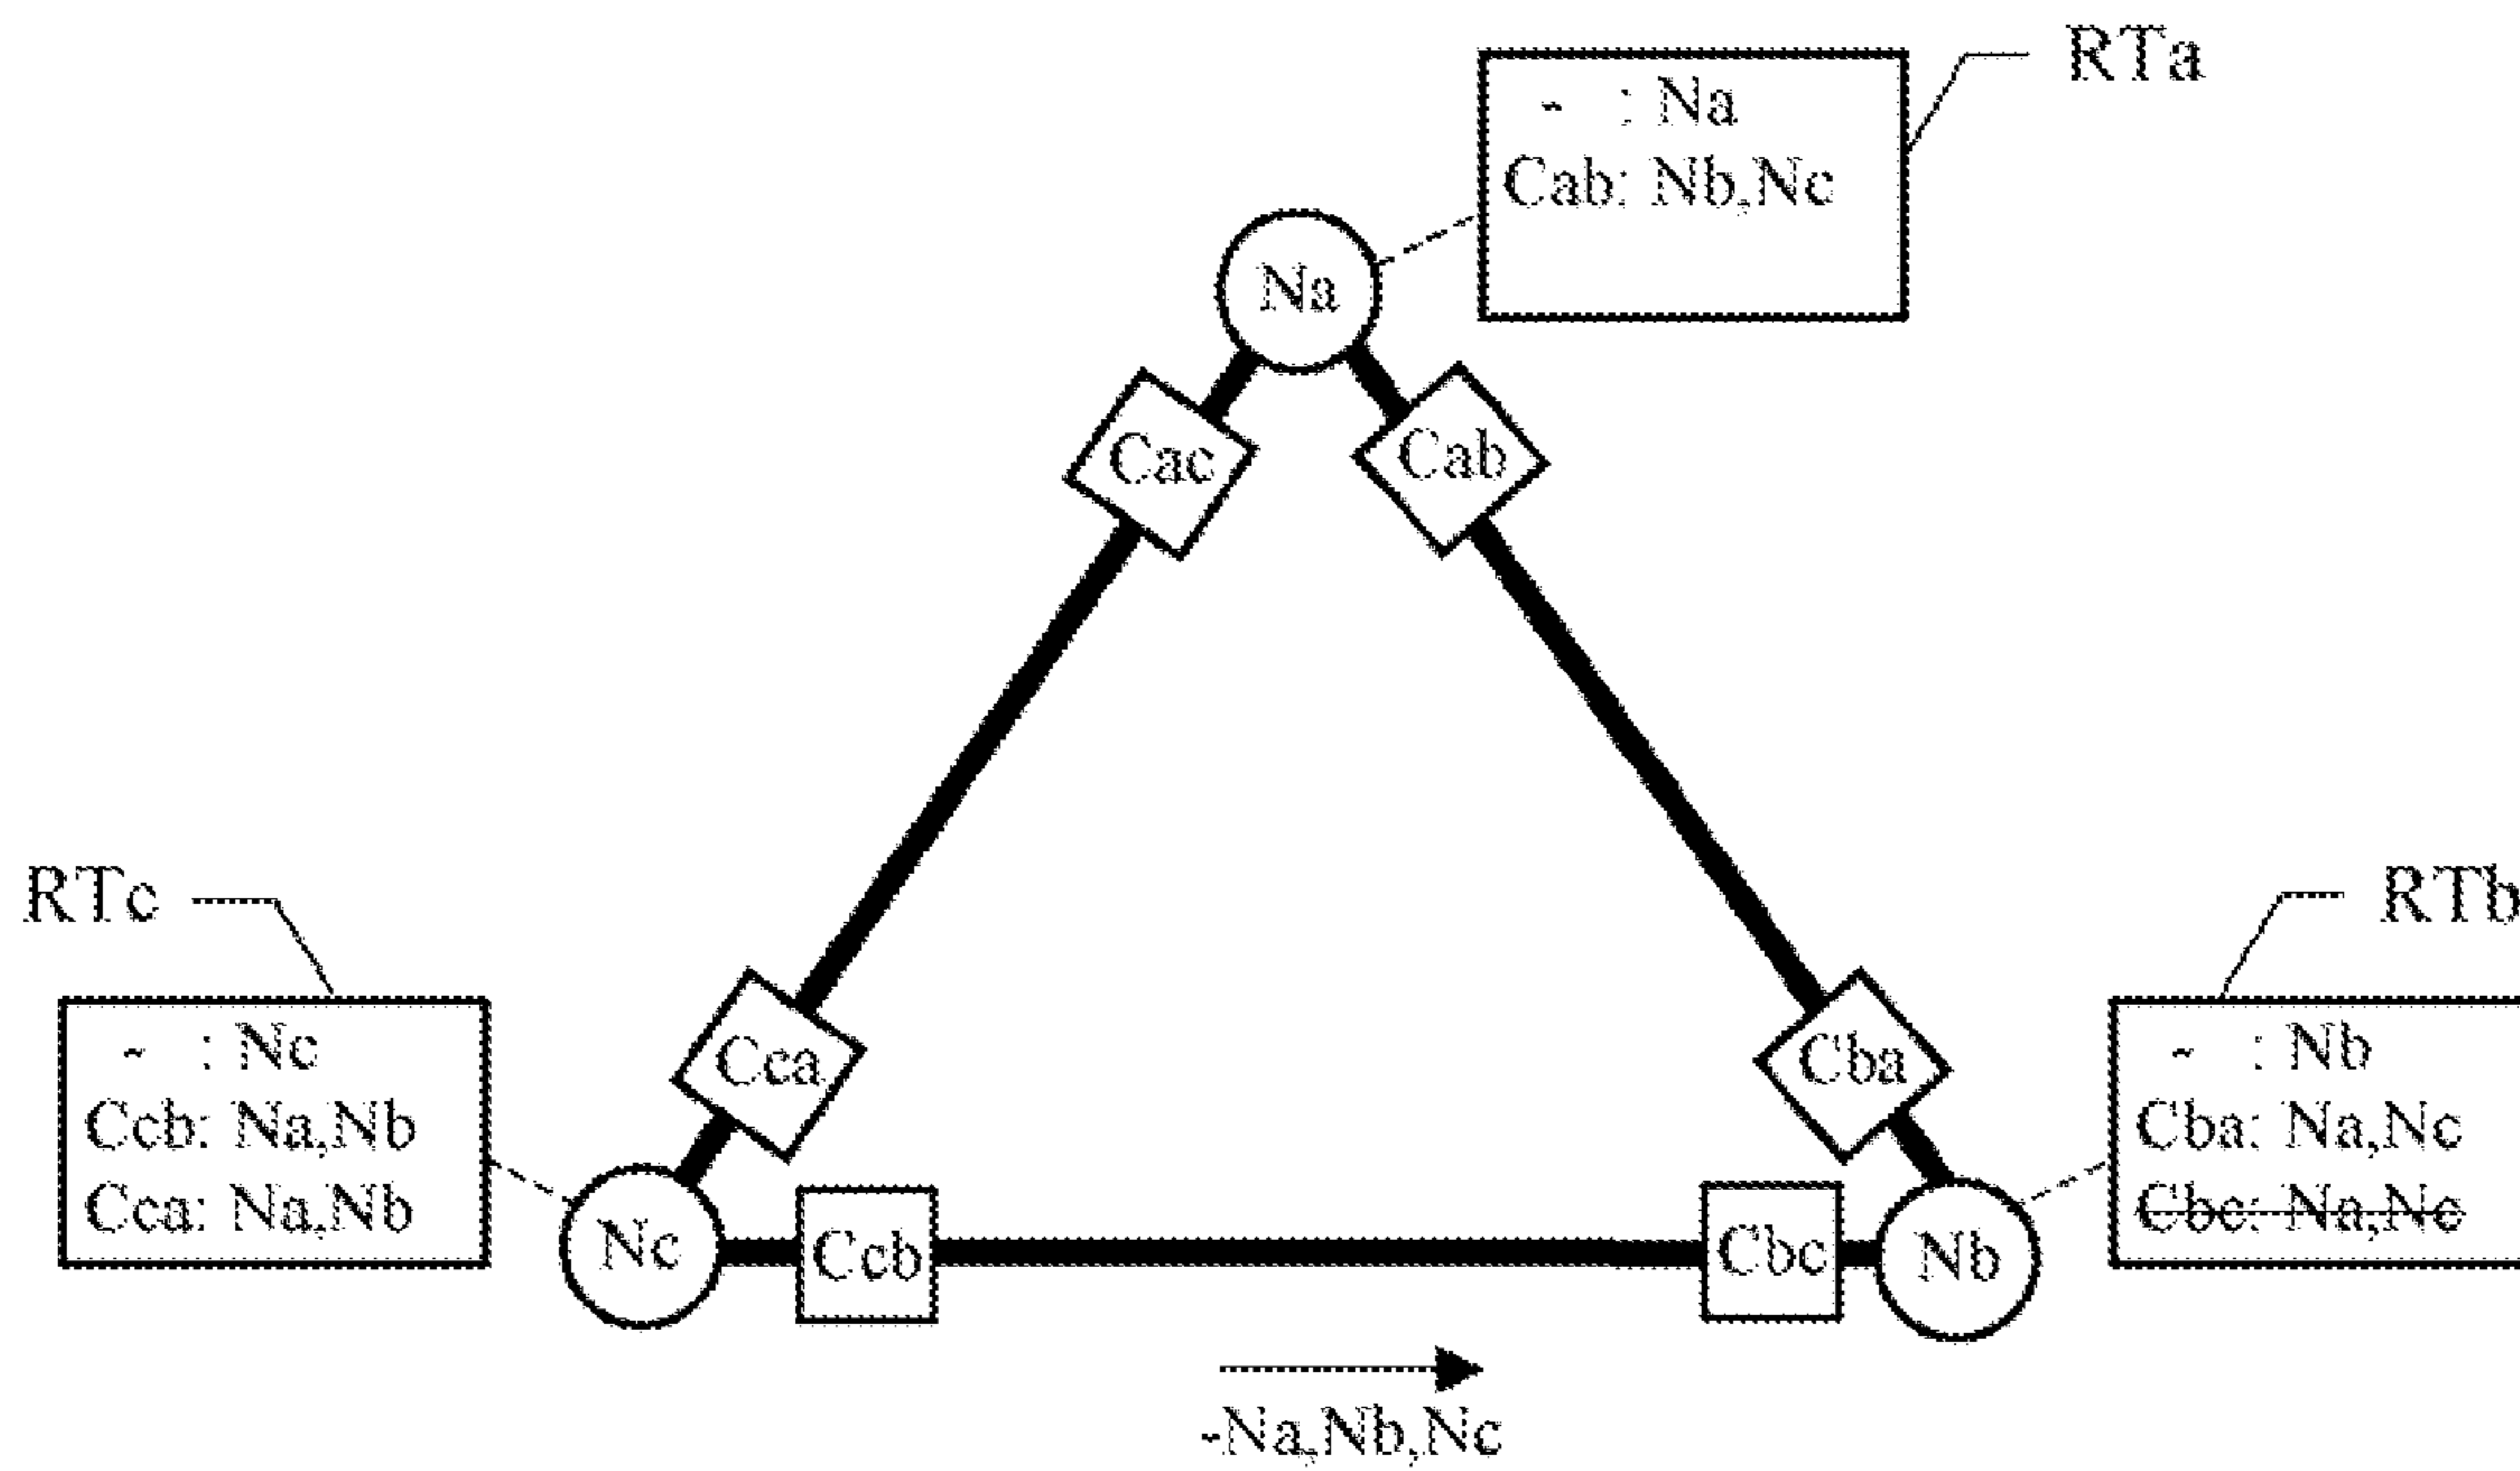 RTa
- : Na
Cab: Nb,Nc
Na
Cac
Cab
RTc
RTb
- : Nc
Ccb: Na,Nb
Cca: Na,Nb
Cca
Cba
- : Nb
Cba: Na,Nc
Cbc: Na,Nc
Nc
Ccb
Cbc
Nb
-Na,Nb,Nc